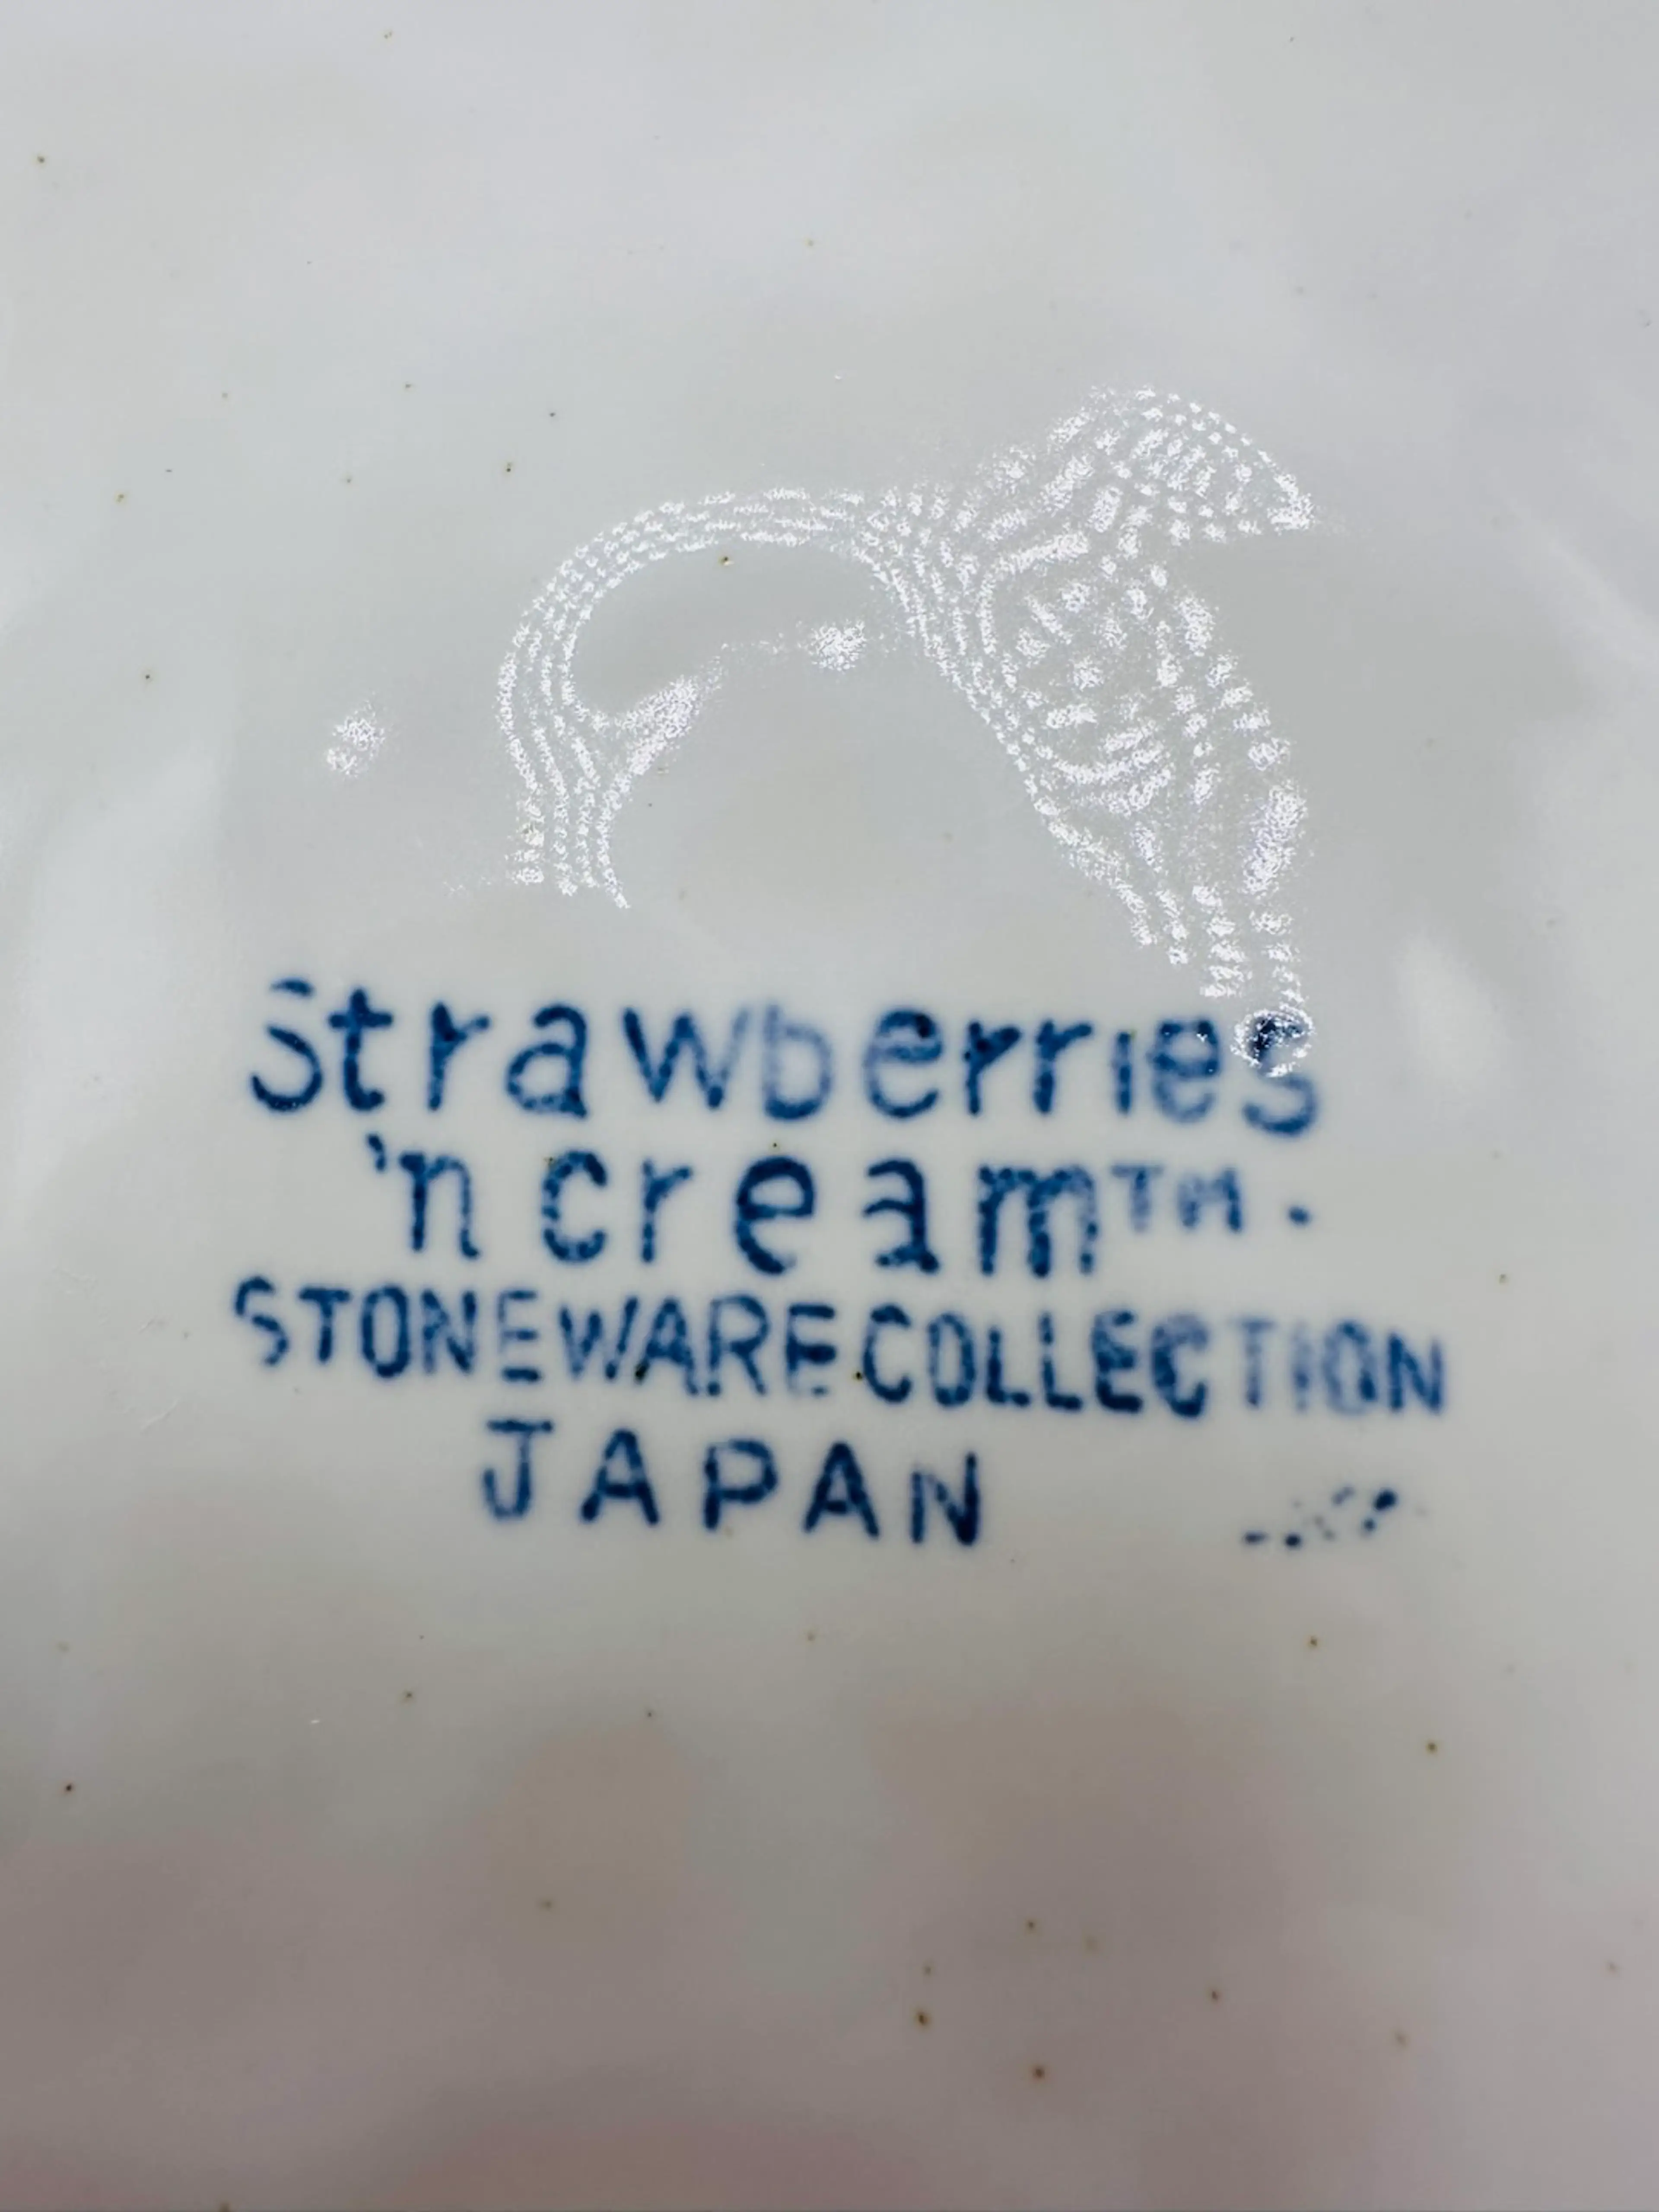 Strawberries
'n cream™.
STONEWARE COLLECTION
JAPAN